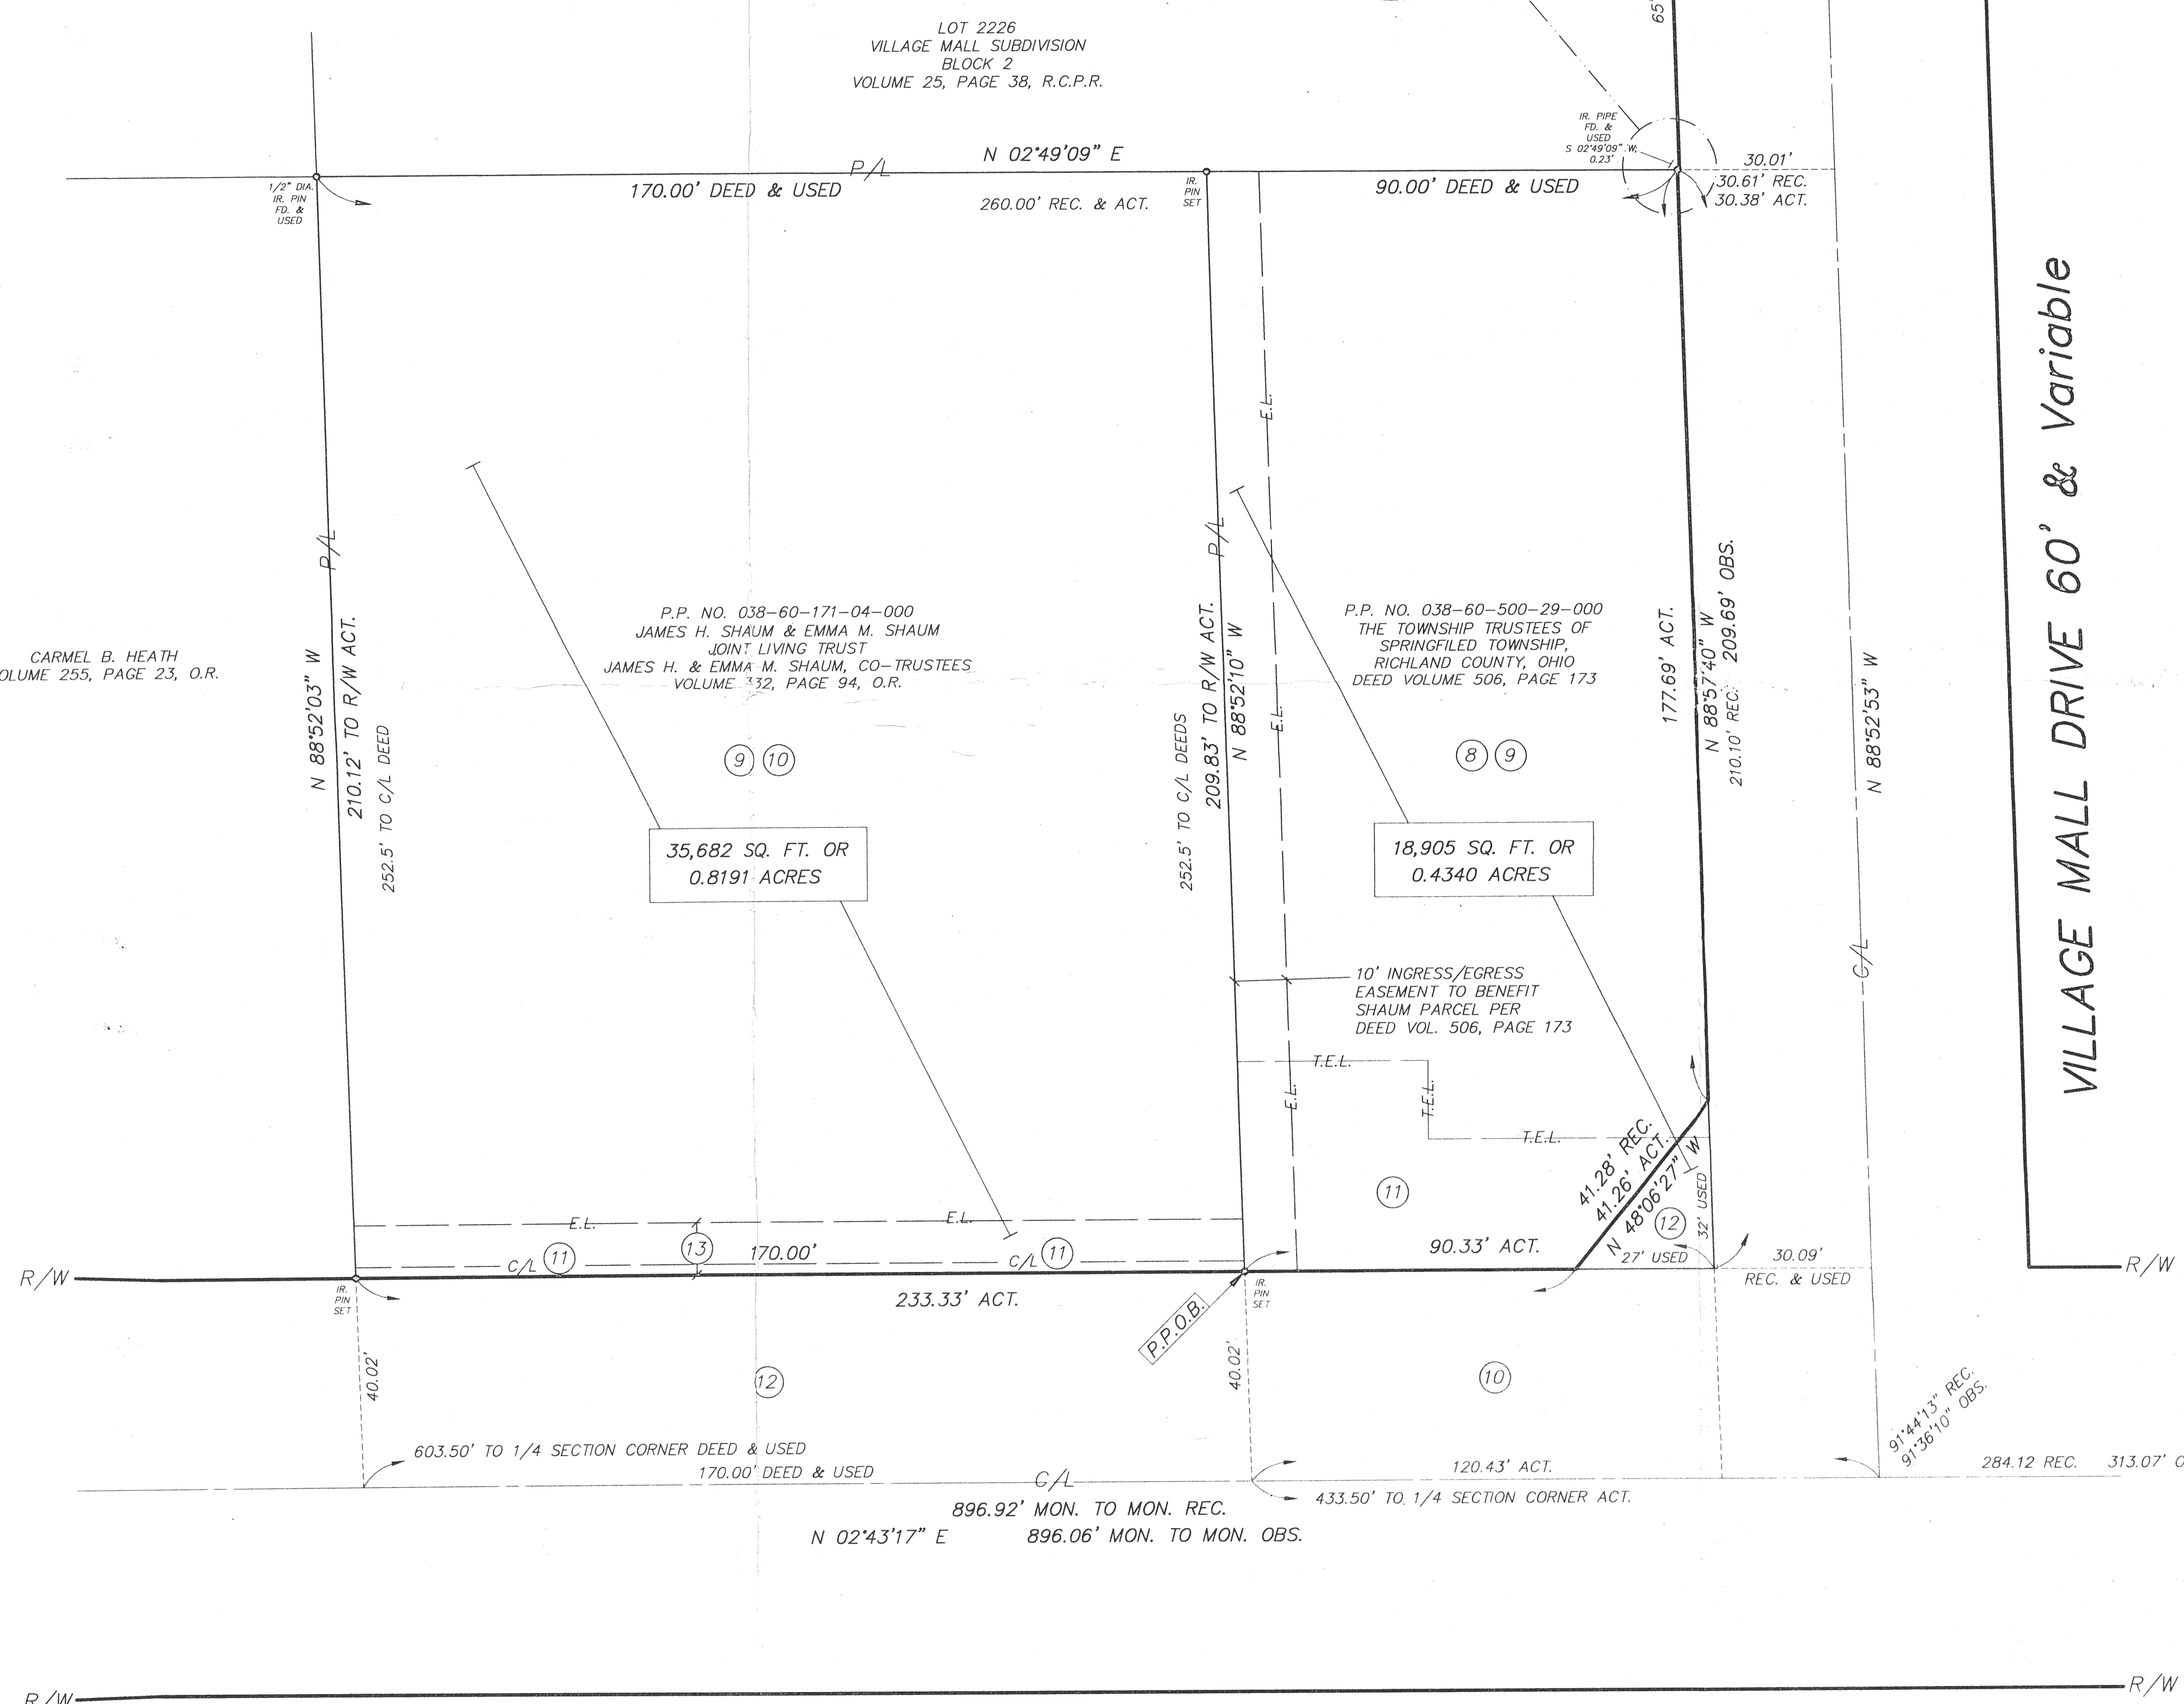 LOT 2226
VILLAGE MALL SUBDIVISION
BLOCK 2
VOLUME 25, PAGE 38, R.C.P.R.
65'
IR. PIPE
FD. &
USED
S 02°49'09" W,
0.23'
N 02°49'09" E
P/L
170.00' DEED & USED
260.00' REC. & ACT.
90.00' DEED & USED
30.01'
30.61' REC.
30.38' ACT.
1/2" DIA.
IR. PIN
FD. &
USED
IR.
PIN
SET
VILLAGE MALL DRIVE 60' & Variable
CARMEL B. HEATH
OLUME 255, PAGE 23, O.R.
P/L
N 88°52'03" W
210.12' TO R/W ACT.
252.5' TO C/L DEED
P.P. NO. 038-60-171-04-000
JAMES H. SHAUM & EMMA M. SHAUM
JOINT LIVING TRUST
JAMES H. & EMMA M. SHAUM, CO-TRUSTEES
VOLUME 332, PAGE 94, O.R.
9 10
35,682 SQ. FT. OR
0.8191 ACRES
P/L
252.5' TO C/L DEEDS
209.83' TO R/W ACT.
N 88°52'10" W
E.L.
E.L.
E.L.
P.P. NO. 038-60-500-29-000
THE TOWNSHIP TRUSTEES OF
SPRINGFILED TOWNSHIP,
RICHLAND COUNTY, OHIO
DEED VOLUME 506, PAGE 173
8 9
18,905 SQ. FT. OR
0.4340 ACRES
177.69' ACT.
N 88°57'40" W
210.10' REC. 209.69' OBS.
N 88°52'53" W
C/L
10' INGRESS/EGRESS
EASEMENT TO BENEFIT
SHAUM PARCEL PER
DEED VOL. 506, PAGE 173
T.E.L.
T.E.L.
T.E.L.
41.28' REC.
41.26' ACT.
N 48°06'27" W
32' USED
11
12
27' USED
90.33' ACT.
30.09'
REC. & USED
E.L.
E.L.
C/L 11
13
170.00'
C/L 11
R/W
R/W
IR.
PIN
SET
233.33' ACT.
P.P.O.B.
IR.
PIN
SET
40.02'
40.02'
12
10
91°44'13" REC.
91°36'10" OBS.
603.50' TO 1/4 SECTION CORNER DEED & USED
170.00' DEED & USED
C/L
120.43' ACT.
284.12 REC. 313.07' O
433.50' TO 1/4 SECTION CORNER ACT.
896.92' MON. TO MON. REC.
N 02°43'17" E 896.06' MON. TO MON. OBS.
R/W
R/W